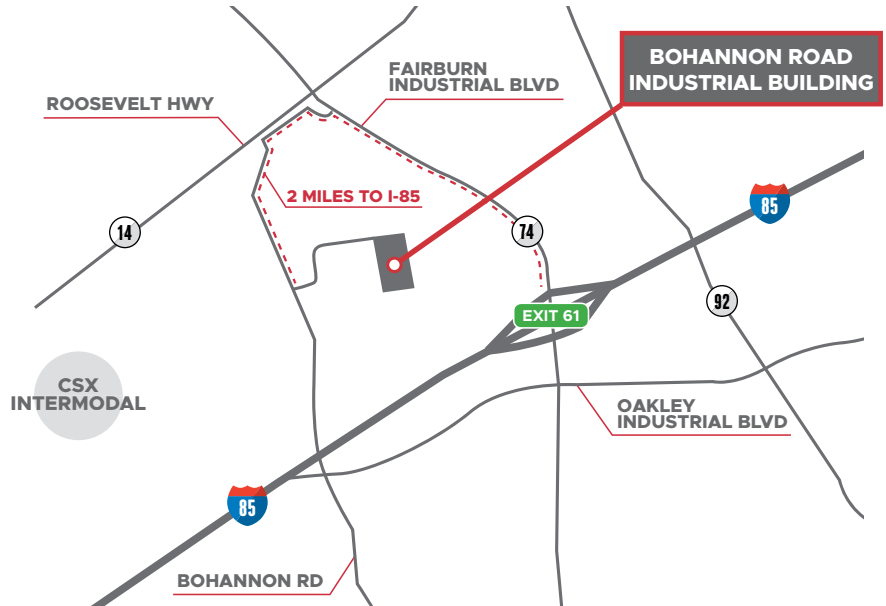 BOHANNON ROAD
INDUSTRIAL BUILDING
FAIRBURN
INDUSTRIAL BLVD
ROOSEVELT HWY
2 MILES TO I-85
85
14
74
92
EXIT 61
CSX
INTERMODAL
OAKLEY
INDUSTRIAL BLVD
85
BOHANNON RD